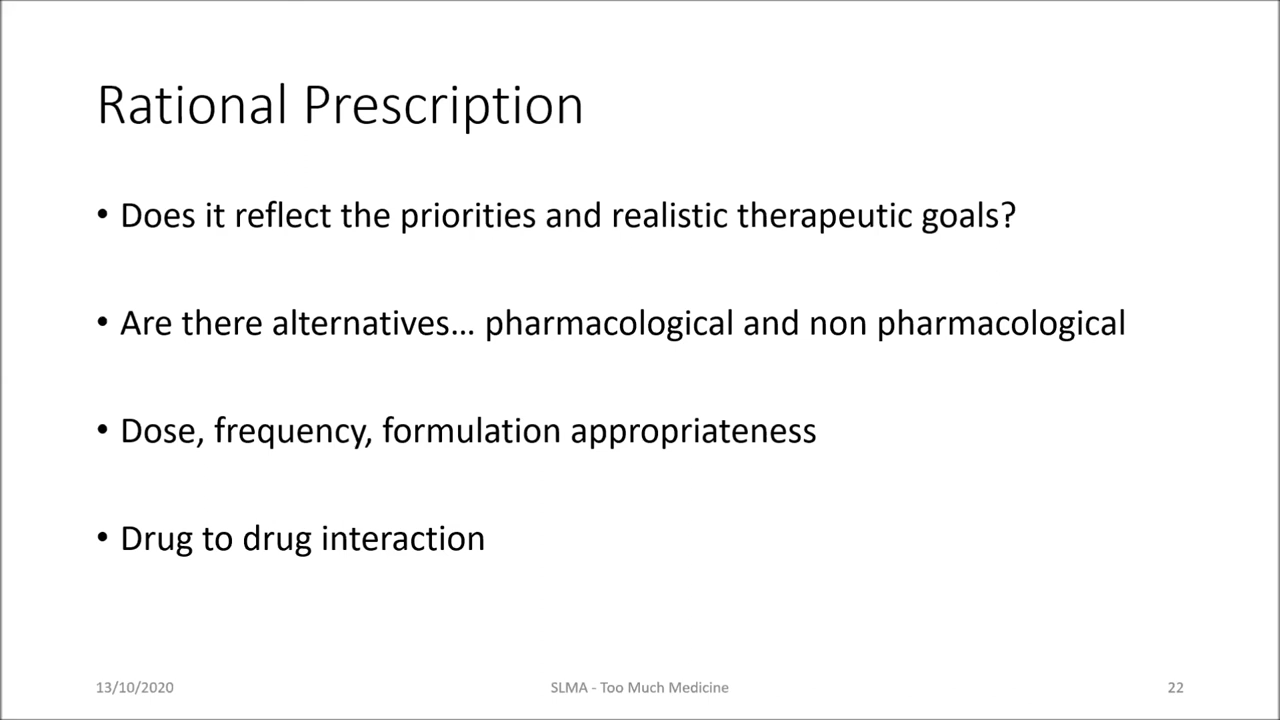 Rational Prescription
• Does it reflect the priorities and realistic therapeutic goals?
• Are there alternatives... pharmacological and non pharmacological
• Dose, frequency, formulation appropriateness
• Drug to drug interaction
13/10/2020
SLMA - Too Much Medicine
22